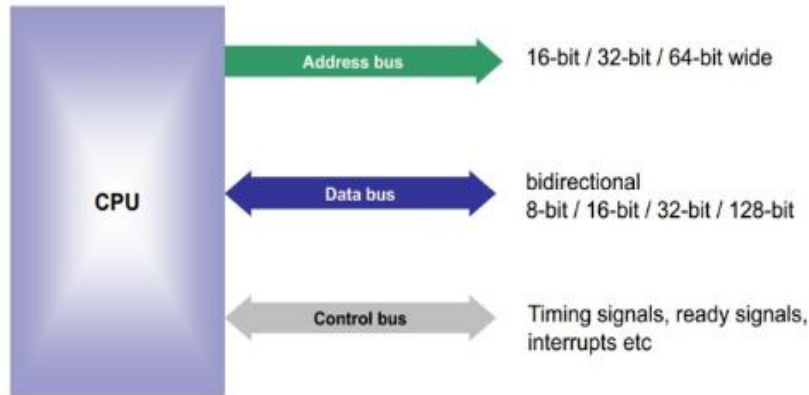 CPU
Address bus
16-bit / 32-bit / 64-bit wide
Data bus
bidirectional
8-bit / 16-bit / 32-bit / 128-bit
Control bus
Timing signals, ready signals,
interrupts etc